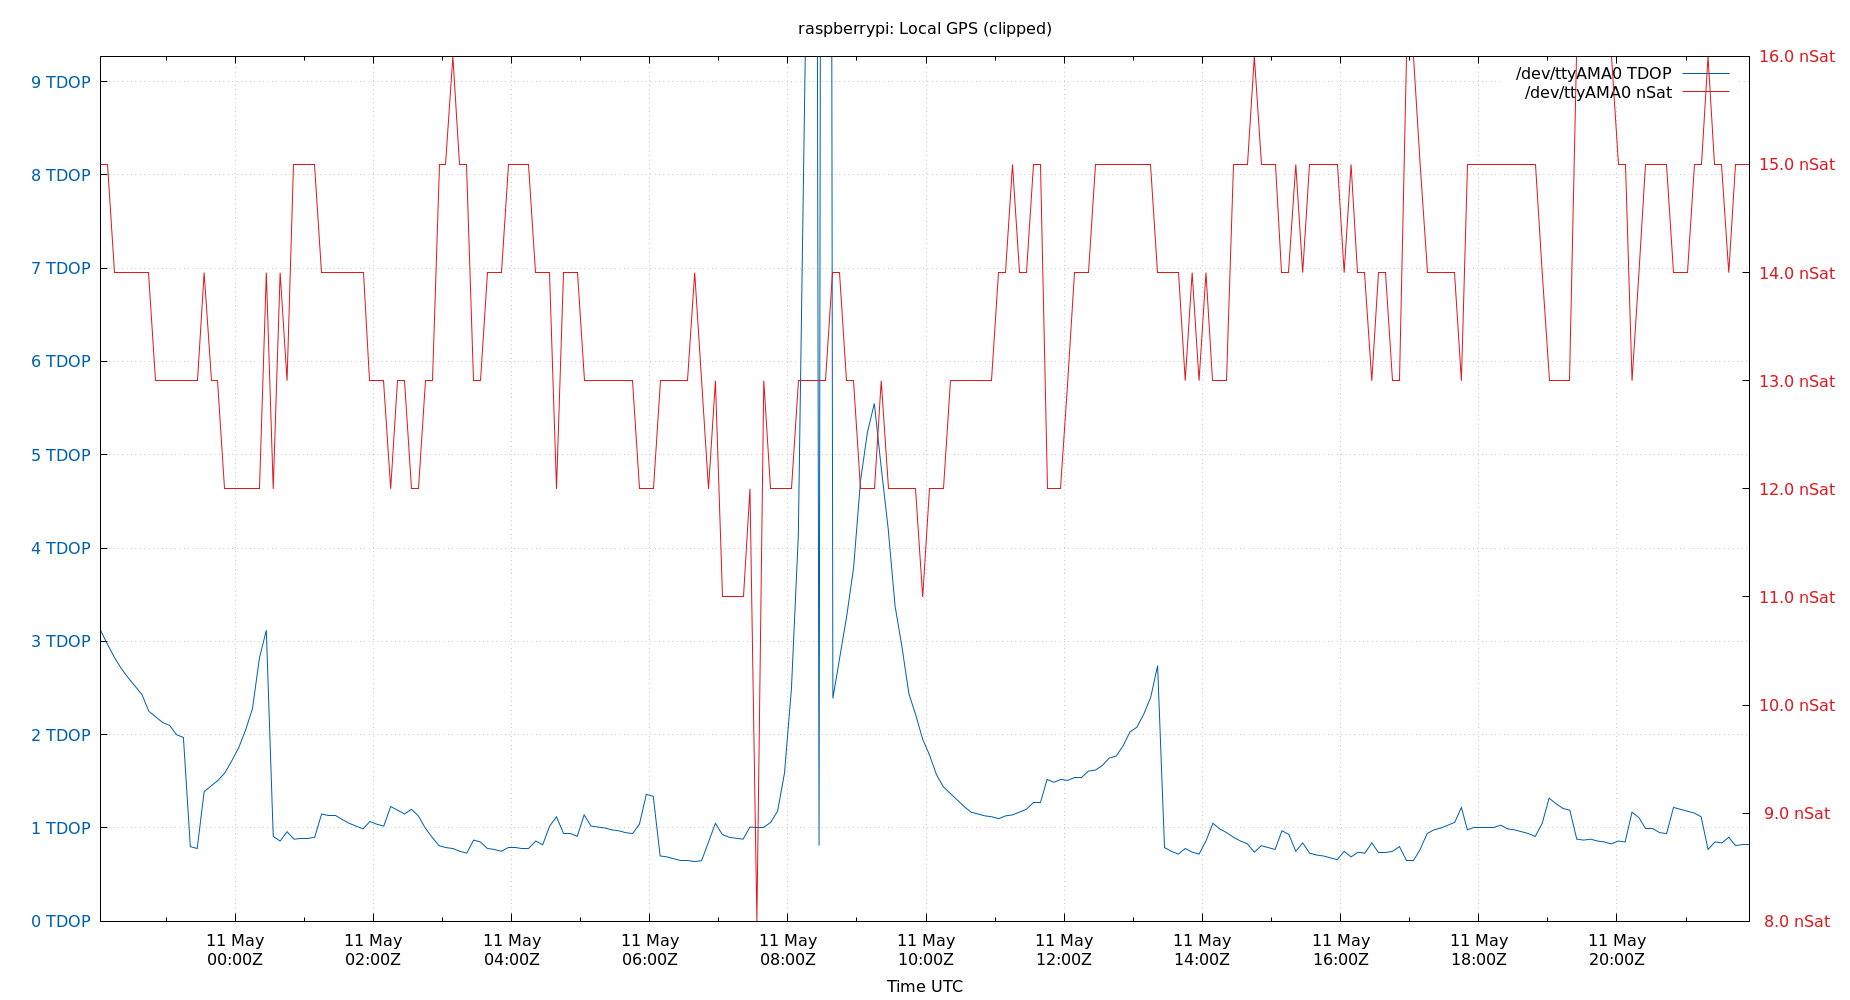 raspberrypi: Local GPS (clipped)
/dev/ttyAMA0 TDOP
/dev/ttyAMA0 nSat
9 TDOP
8 TDOP
7 TDOP
6 TDOP
5 TDOP
4 TDOP
3 TDOP
2 TDOP
1 TDOP
0 TDOP
16.0 nSat
15.0 nSat
14.0 nSat
13.0 nSat
12.0 nSat
11.0 nSat
10.0 nSat
9.0 nSat
8.0 nSat
11 May 11 May 11 May 11 May 11 May 11 May 11 May 11 May 11 May 11 May 11 May
00:00Z 02:00Z 04:00Z 06:00Z 08:00Z 10:00Z 12:00Z 14:00Z 16:00Z 18:00Z 20:00Z
Time UTC